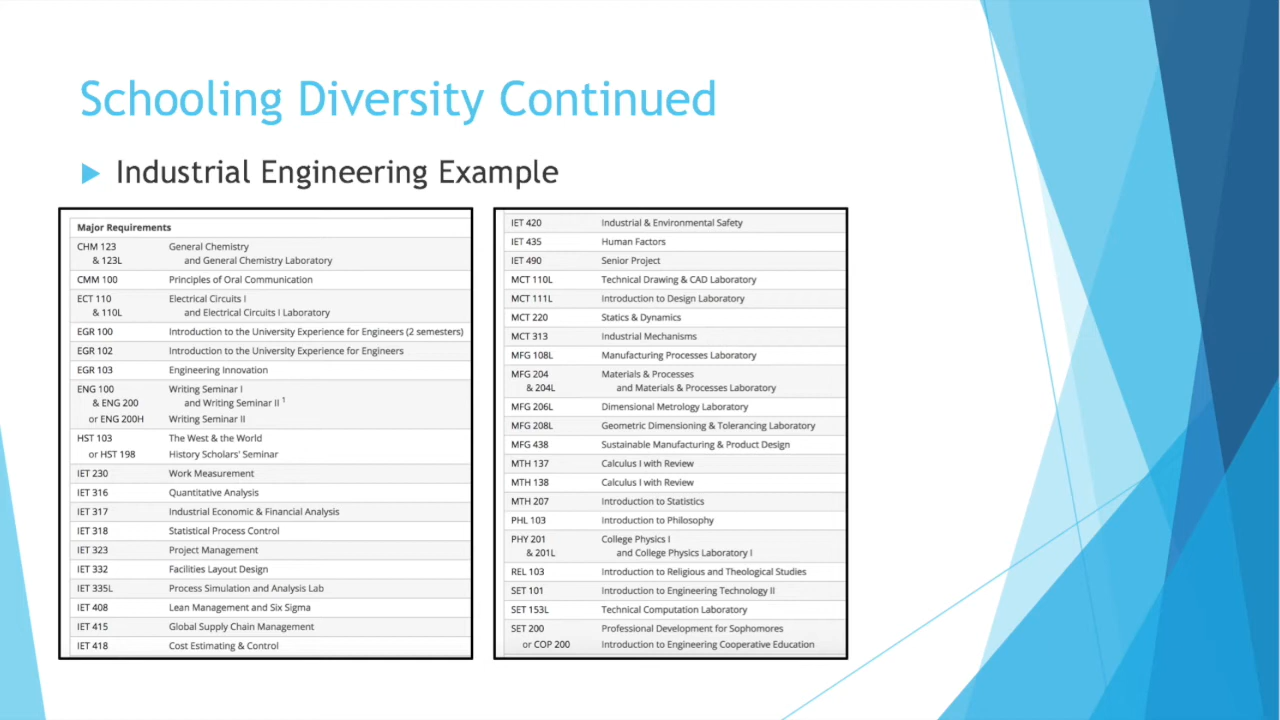 Schooling Diversity Continued
Industrial Engineering Example
Major Requirements
CHM 123 General Chemistry
& 123L and General Chemistry Laboratory
CMM 100 Principles of Oral Communication
ECT 110 Electrical Circuits I
& 110L and Electrical Circuits I Laboratory
EGR 100 Introduction to the University Experience for Engineers (2 semesters)
EGR 102 Introduction to the University Experience for Engineers
EGR 103 Engineering Innovation
ENG 100 Writing Seminar I
& ENG 200 and Writing Seminar II 1
or ENG 200H Writing Seminar II
HST 103 The West & the World
or HST 198 History Scholars' Seminar
IET 230 Work Measurement
IET 316 Quantitative Analysis
IET 317 Industrial Economic & Financial Analysis
IET 318 Statistical Process Control
IET 323 Project Management
IET 332 Facilities Layout Design
IET 335L Process Simulation and Analysis Lab
IET 408 Lean Management and Six Sigma
IET 415 Global Supply Chain Management
IET 418 Cost Estimating & Control
IET 420 Industrial & Environmental Safety
IET 435 Human Factors
IET 490 Senior Project
MCT 110L Technical Drawing & CAD Laboratory
MCT 111L Introduction to Design Laboratory
MCT 220 Statics & Dynamics
MCT 313 Industrial Mechanisms
MFG 108L Manufacturing Processes Laboratory
MFG 204 Materials & Processes
& 204L and Materials & Processes Laboratory
MFG 206L Dimensional Metrology Laboratory
MFG 208L Geometric Dimensioning & Tolerancing Laboratory
MFG 438 Sustainable Manufacturing & Product Design
MTH 137 Calculus I with Review
MTH 138 Calculus I with Review
MTH 207 Introduction to Statistics
PHL 103 Introduction to Philosophy
PHY 201 College Physics I
& 201L and College Physics Laboratory I
REL 103 Introduction to Religious and Theological Studies
SET 101 Introduction to Engineering Technology II
SET 153L Technical Computation Laboratory
SET 200 Professional Development for Sophomores
or COP 200 Introduction to Engineering Cooperative Education